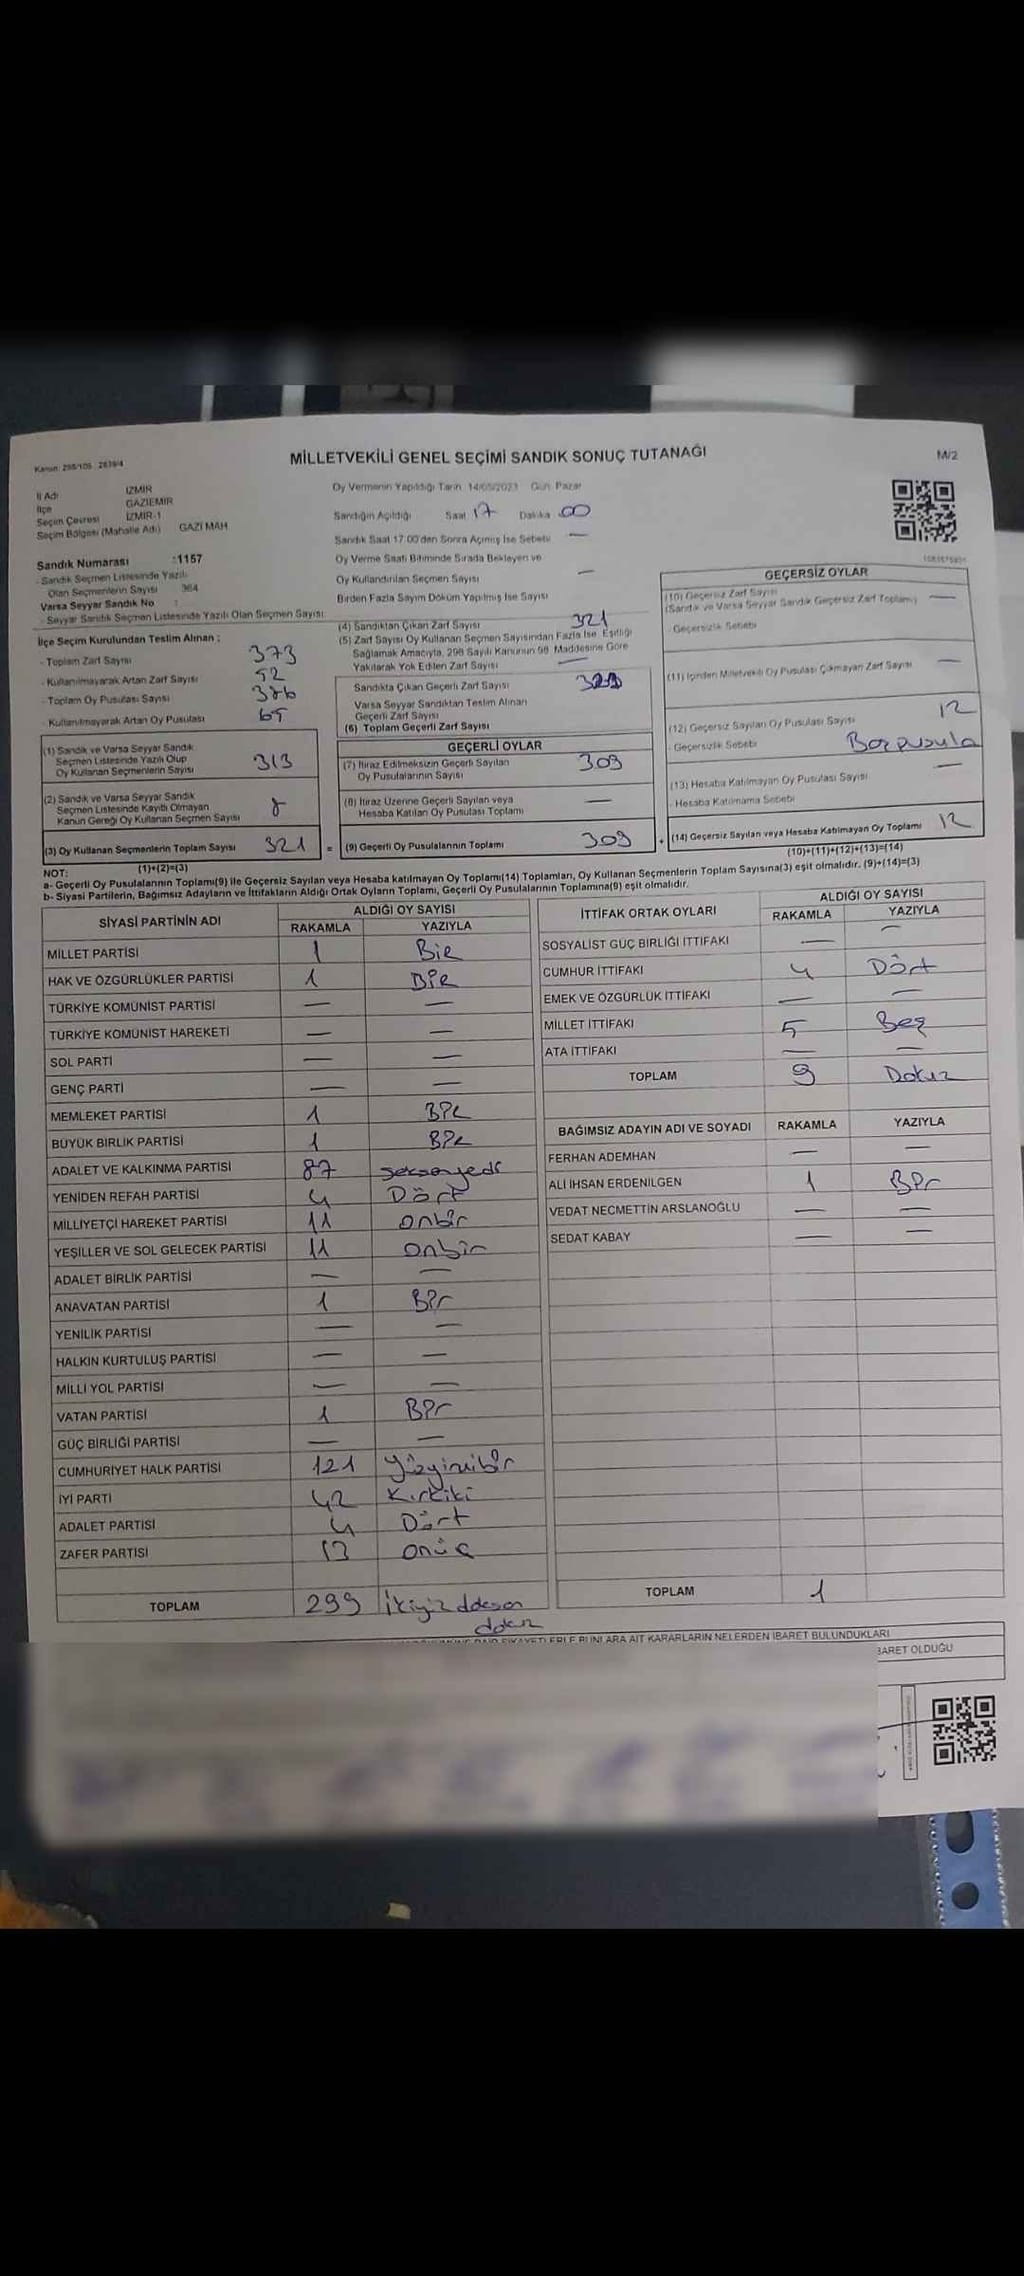 Kanun: 298/105 2839/4
MİLLETVEKİLİ GENEL SEÇİMİ SANDIK SONUÇ TUTANAĞI
M/2
İl Adı İZMİR
İlçe GAZİEMİR
Seçim Çevresi İZMİR-1
Seçim Bölgesi (Mahalle Adı) GAZİ MAH
Oy Vermenin Yapıldığı Tarih: 14/05/2023 Gün: Pazar
Sandığın Açıldığı Saat 17 Dakika 00
Sandık Saat 17:00'den Sonra Açılmış İse Sebebi —
Oy Verme Saati Bitiminde Sırada Bekleyen ve
Oy Kullandırılan Seçmen Sayısı —
Birden Fazla Sayım Döküm Yapılmış İse Sayısı
Sandık Numarası :1157
- Sandık Seçmen Listesinde Yazılı
Olan Seçmenlerin Sayısı 364
Varsa Seyyar Sandık No :
- Seyyar Sandık Seçmen Listesinde Yazılı Olan Seçmen Sayısı:
İlçe Seçim Kurulundan Teslim Alınan :
- Toplam Zarf Sayısı 373
- Kullanılmayarak Artan Zarf Sayısı 52
- Toplam Oy Pusulası Sayısı 386
- Kullanılmayarak Artan Oy Pusulası 65
(1) Sandık ve Varsa Seyyar Sandık
Seçmen Listesinde Yazılı Olup
Oy Kullanan Seçmenlerin Sayısı 313
(2) Sandık ve Varsa Seyyar Sandık
Seçmen Listesinde Kayıtlı Olmayan
Kanun Gereği Oy Kullanan Seçmen Sayısı 8
(3) Oy Kullanan Seçmenlerin Toplam Sayısı 321 =
(1)+(2)=(3)
(4) Sandıktan Çıkan Zarf Sayısı 321
(5) Zarf Sayısı Oy Kullanan Seçmen Sayısından Fazla İse, Eşitliği
Sağlamak Amacıyla, 298 Sayılı Kanunun 98. Maddesine Göre
Yakılarak Yok Edilen Zarf Sayısı —
Sandıkta Çıkan Geçerli Zarf Sayısı
Varsa Seyyar Sandıktan Teslim Alınan
Geçerli Zarf Sayısı
(6) Toplam Geçerli Zarf Sayısı
GEÇERLİ OYLAR
(7) İtiraz Edilmeksizin Geçerli Sayılan
Oy Pusulalarının Sayısı 309
(8) İtiraz Üzerine Geçerli Sayılan veya
Hesaba Katılan Oy Pusulası Toplamı —
(9) Geçerli Oy Pusulalarının Toplamı 309 +
GEÇERSİZ OYLAR
(10) Geçersiz Zarf Sayısı
(Sandık ve Varsa Seyyar Sandık Geçersiz Zarf Toplamı) —
- Geçersizlik Sebebi
(11) İçinden Milletvekili Oy Pusulası Çıkmayan Zarf Sayısı —
(12) Geçersiz Sayılan Oy Pusulası Sayısı 12
- Geçersizlik Sebebi Boş pusula
(13) Hesaba Katılmayan Oy Pusulası Sayısı —
- Hesaba Katılmama Sebebi
(14) Geçersiz Sayılan veya Hesaba Katılmayan Oy Toplamı 12
(10)+(11)+(12)+(13)=(14)
NOT:
a- Geçerli Oy Pusulalarının Toplamı(9) ile Geçersiz Sayılan veya Hesaba katılmayan Oy Toplamı(14) Toplamları, Oy Kullanan Seçmenlerin Toplam Sayısına(3) eşit olmalıdır. (9)+(14)=(3)
b- Siyasi Partilerin, Bağımsız Adayların ve İttifakların Aldığı Ortak Oyların Toplamı, Geçerli Oy Pusulalarının Toplamına(9) eşit olmalıdır.
SİYASİ PARTİNİN ADI ALDIĞI OY SAYISI
RAKAMLA YAZIYLA
MİLLET PARTİSİ 1 Bir
HAK VE ÖZGÜRLÜKLER PARTİSİ 1 Bir
TÜRKİYE KOMÜNİST PARTİSİ — —
TÜRKİYE KOMÜNİST HAREKETİ — —
SOL PARTİ — —
GENÇ PARTİ — —
MEMLEKET PARTİSİ 1 Bir
BÜYÜK BİRLİK PARTİSİ 1 Bir
ADALET VE KALKINMA PARTİSİ 87 seksenyedi
YENİDEN REFAH PARTİSİ 4 Dört
MİLLİYETÇİ HAREKET PARTİSİ 11 onbir
YEŞİLLER VE SOL GELECEK PARTİSİ 11 onbir
ADALET BİRLİK PARTİSİ — —
ANAVATAN PARTİSİ 1 Bir
YENİLİK PARTİSİ — —
HALKIN KURTULUŞ PARTİSİ — —
MİLLİ YOL PARTİSİ — —
VATAN PARTİSİ 1 Bir
GÜÇ BİRLİĞİ PARTİSİ — —
CUMHURİYET HALK PARTİSİ 121 Yüzyirmibir
İYİ PARTİ 42 Kırkiki
ADALET PARTİSİ 4 Dört
ZAFER PARTİSİ 13 onüç
TOPLAM 299 İkiyüz doksan
dokuz
İTTİFAK ORTAK OYLARI ALDIĞI OY SAYISI
RAKAMLA YAZIYLA
SOSYALİST GÜÇ BİRLİĞİ İTTİFAKI — —
CUMHUR İTTİFAKI 4 Dört
EMEK VE ÖZGÜRLÜK İTTİFAKI — —
MİLLET İTTİFAKI 5 Beş
ATA İTTİFAKI — —
TOPLAM 9 Dokuz
BAĞIMSIZ ADAYIN ADI VE SOYADI RAKAMLA YAZIYLA
FERHAN ADEMHAN — —
ALİ İHSAN ERDENİLGEN 1 Bir
VEDAT NECMETTİN ARSLANOĞLU — —
SEDAT KABAY — —
TOPLAM 1
ŞİKAYETLERLE BUNLARA AİT KARARLARIN NELERDEN İBARET BULUNDUKLARI
BARET OLDUĞU